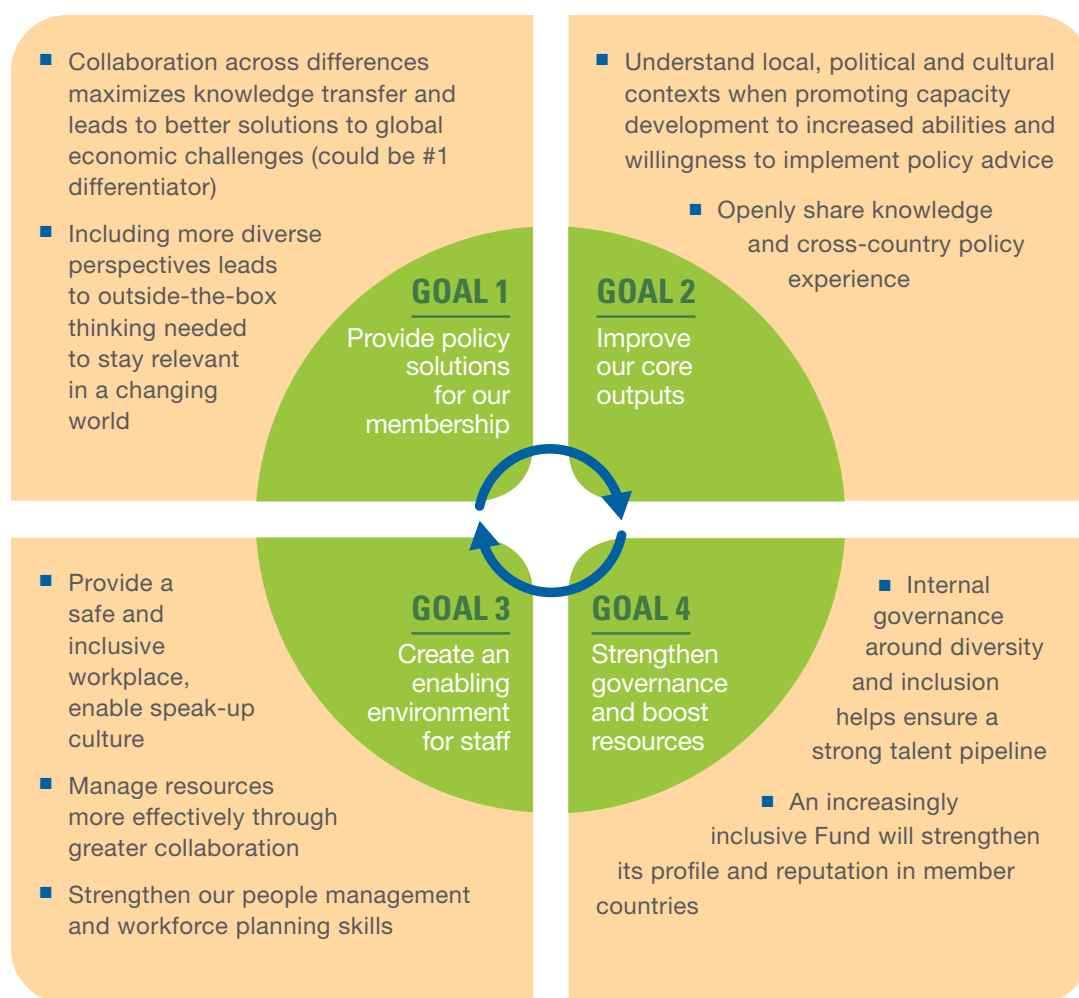 ■ Collaboration across differences
maximizes knowledge transfer and
leads to better solutions to global
economic challenges (could be #1
differentiator)
■ Including more diverse
perspectives leads
to outside-the-box
thinking needed
to stay relevant
in a changing
world
GOAL 1
Provide policy
solutions
for our
membership
■ Understand local, political and cultural
contexts when promoting capacity
development to increased abilities and
willingness to implement policy advice
■ Openly share knowledge
and cross-country policy
experience
GOAL 2
Improve
our core
outputs
■ Provide a
safe and
inclusive
workplace,
enable speak-up
culture
■ Manage resources
more effectively through
greater collaboration
■ Strengthen our people management
and workforce planning skills
GOAL 3
Create an
enabling
environment
for staff
GOAL 4
Strengthen
governance
and boost
resources
■ Internal
governance
around diversity
and inclusion
helps ensure a
strong talent pipeline
■ An increasingly
inclusive Fund will strengthen
its profile and reputation in member
countries